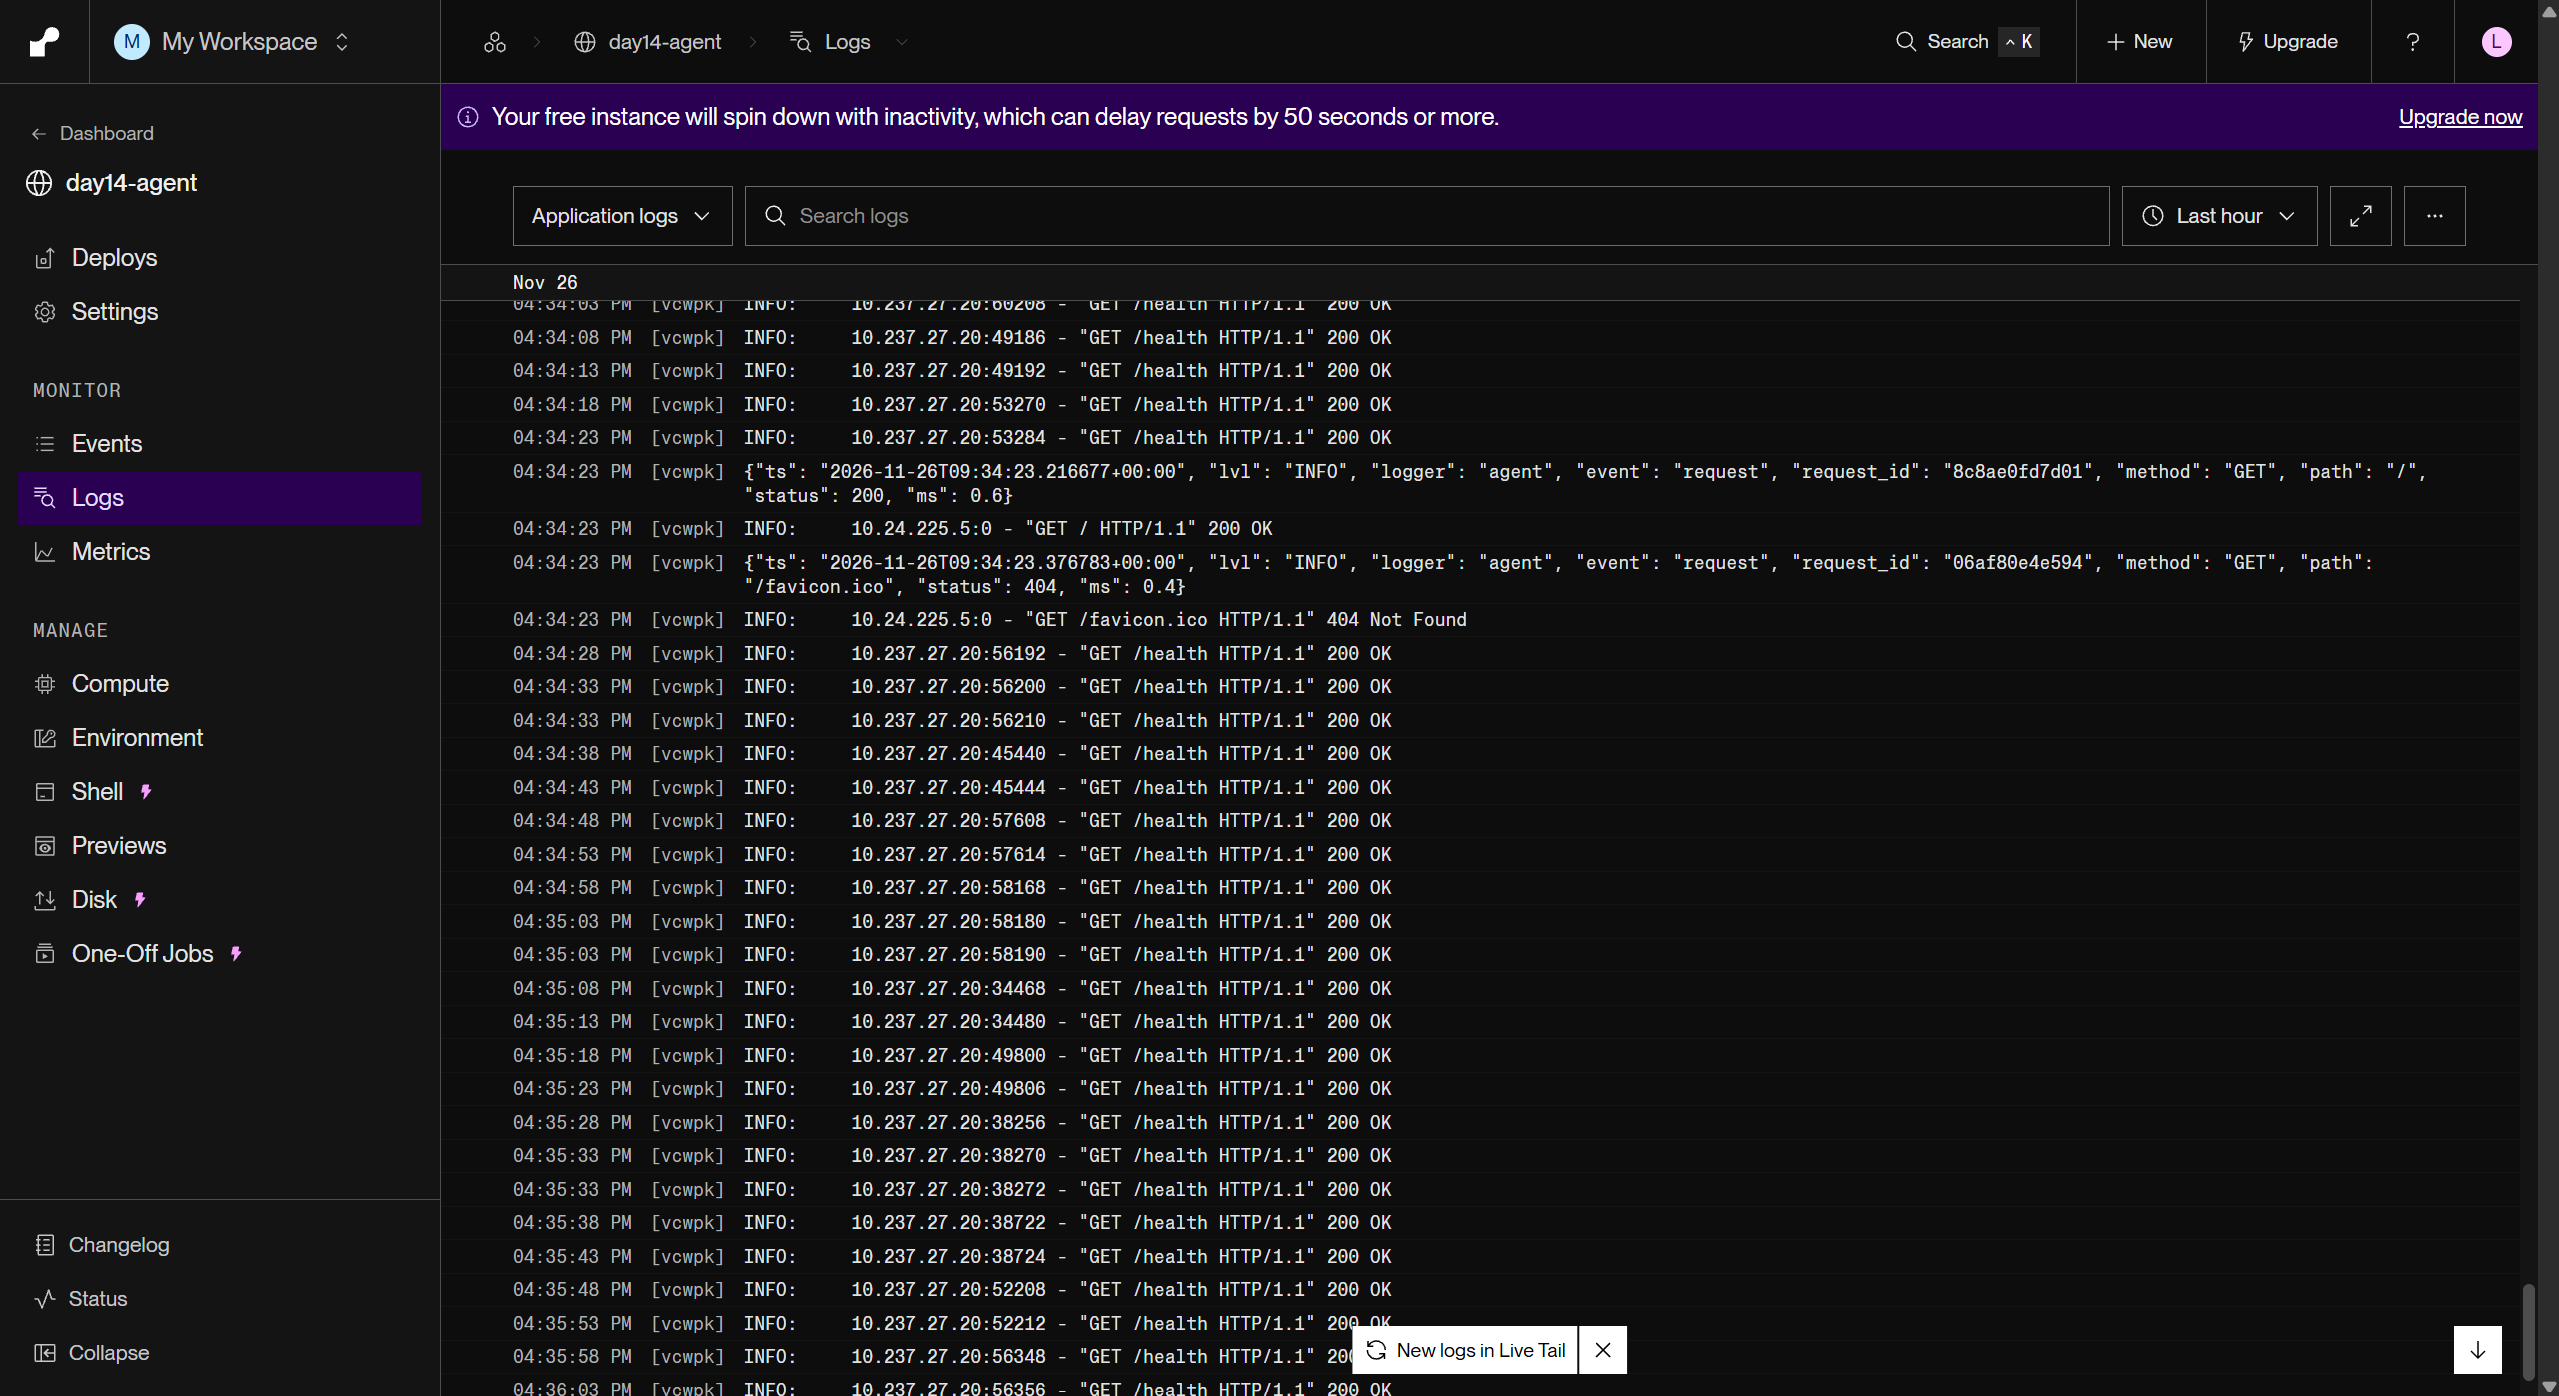 M My Workspace
day14-agent
Logs
Search ^ K
+ New
Upgrade
?
L
Your free instance will spin down with inactivity, which can delay requests by 50 seconds or more.
Upgrade now
Dashboard
day14-agent
Deploys
Settings
MONITOR
Events
Logs
Metrics
MANAGE
Compute
Environment
Shell
Previews
Disk
One-Off Jobs
Changelog
Status
Collapse
Application logs
Search logs
Last hour
Nov 26
04:34:03 PM [vcwpk] INFO: 10.237.27.20:60208 - "GET /health HTTP/1.1" 200 OK
04:34:08 PM [vcwpk] INFO: 10.237.27.20:49186 - "GET /health HTTP/1.1" 200 OK
04:34:13 PM [vcwpk] INFO: 10.237.27.20:49192 - "GET /health HTTP/1.1" 200 OK
04:34:18 PM [vcwpk] INFO: 10.237.27.20:53270 - "GET /health HTTP/1.1" 200 OK
04:34:23 PM [vcwpk] INFO: 10.237.27.20:53284 - "GET /health HTTP/1.1" 200 OK
04:34:23 PM [vcwpk] {"ts": "2026-11-26T09:34:23.216677+00:00", "lvl": "INFO", "logger": "agent", "event": "request", "request_id": "8c8ae0fd7d01", "method": "GET", "path": "/",
"status": 200, "ms": 0.6}
04:34:23 PM [vcwpk] INFO: 10.24.225.5:0 - "GET / HTTP/1.1" 200 OK
04:34:23 PM [vcwpk] {"ts": "2026-11-26T09:34:23.376783+00:00", "lvl": "INFO", "logger": "agent", "event": "request", "request_id": "06af80e4e594", "method": "GET", "path":
"/favicon.ico", "status": 404, "ms": 0.4}
04:34:23 PM [vcwpk] INFO: 10.24.225.5:0 - "GET /favicon.ico HTTP/1.1" 404 Not Found
04:34:28 PM [vcwpk] INFO: 10.237.27.20:56192 - "GET /health HTTP/1.1" 200 OK
04:34:33 PM [vcwpk] INFO: 10.237.27.20:56200 - "GET /health HTTP/1.1" 200 OK
04:34:33 PM [vcwpk] INFO: 10.237.27.20:56210 - "GET /health HTTP/1.1" 200 OK
04:34:38 PM [vcwpk] INFO: 10.237.27.20:45440 - "GET /health HTTP/1.1" 200 OK
04:34:43 PM [vcwpk] INFO: 10.237.27.20:45444 - "GET /health HTTP/1.1" 200 OK
04:34:48 PM [vcwpk] INFO: 10.237.27.20:57608 - "GET /health HTTP/1.1" 200 OK
04:34:53 PM [vcwpk] INFO: 10.237.27.20:57614 - "GET /health HTTP/1.1" 200 OK
04:34:58 PM [vcwpk] INFO: 10.237.27.20:58168 - "GET /health HTTP/1.1" 200 OK
04:35:03 PM [vcwpk] INFO: 10.237.27.20:58180 - "GET /health HTTP/1.1" 200 OK
04:35:03 PM [vcwpk] INFO: 10.237.27.20:58190 - "GET /health HTTP/1.1" 200 OK
04:35:08 PM [vcwpk] INFO: 10.237.27.20:34468 - "GET /health HTTP/1.1" 200 OK
04:35:13 PM [vcwpk] INFO: 10.237.27.20:34480 - "GET /health HTTP/1.1" 200 OK
04:35:18 PM [vcwpk] INFO: 10.237.27.20:49800 - "GET /health HTTP/1.1" 200 OK
04:35:23 PM [vcwpk] INFO: 10.237.27.20:49806 - "GET /health HTTP/1.1" 200 OK
04:35:28 PM [vcwpk] INFO: 10.237.27.20:38256 - "GET /health HTTP/1.1" 200 OK
04:35:33 PM [vcwpk] INFO: 10.237.27.20:38270 - "GET /health HTTP/1.1" 200 OK
04:35:33 PM [vcwpk] INFO: 10.237.27.20:38272 - "GET /health HTTP/1.1" 200 OK
04:35:38 PM [vcwpk] INFO: 10.237.27.20:38722 - "GET /health HTTP/1.1" 200 OK
04:35:43 PM [vcwpk] INFO: 10.237.27.20:38724 - "GET /health HTTP/1.1" 200 OK
04:35:48 PM [vcwpk] INFO: 10.237.27.20:52208 - "GET /health HTTP/1.1" 200 OK
04:35:53 PM [vcwpk] INFO: 10.237.27.20:52212 - "GET /health HTTP/1.1" 200 OK
04:35:58 PM [vcwpk] INFO: 10.237.27.20:56348 - "GET /health HTTP/1.1" 200
04:36:03 PM [vcwpk] INFO: 10.237.27.20:56356 - "GET /health HTTP/1.1" 200 OK
New logs in Live Tail